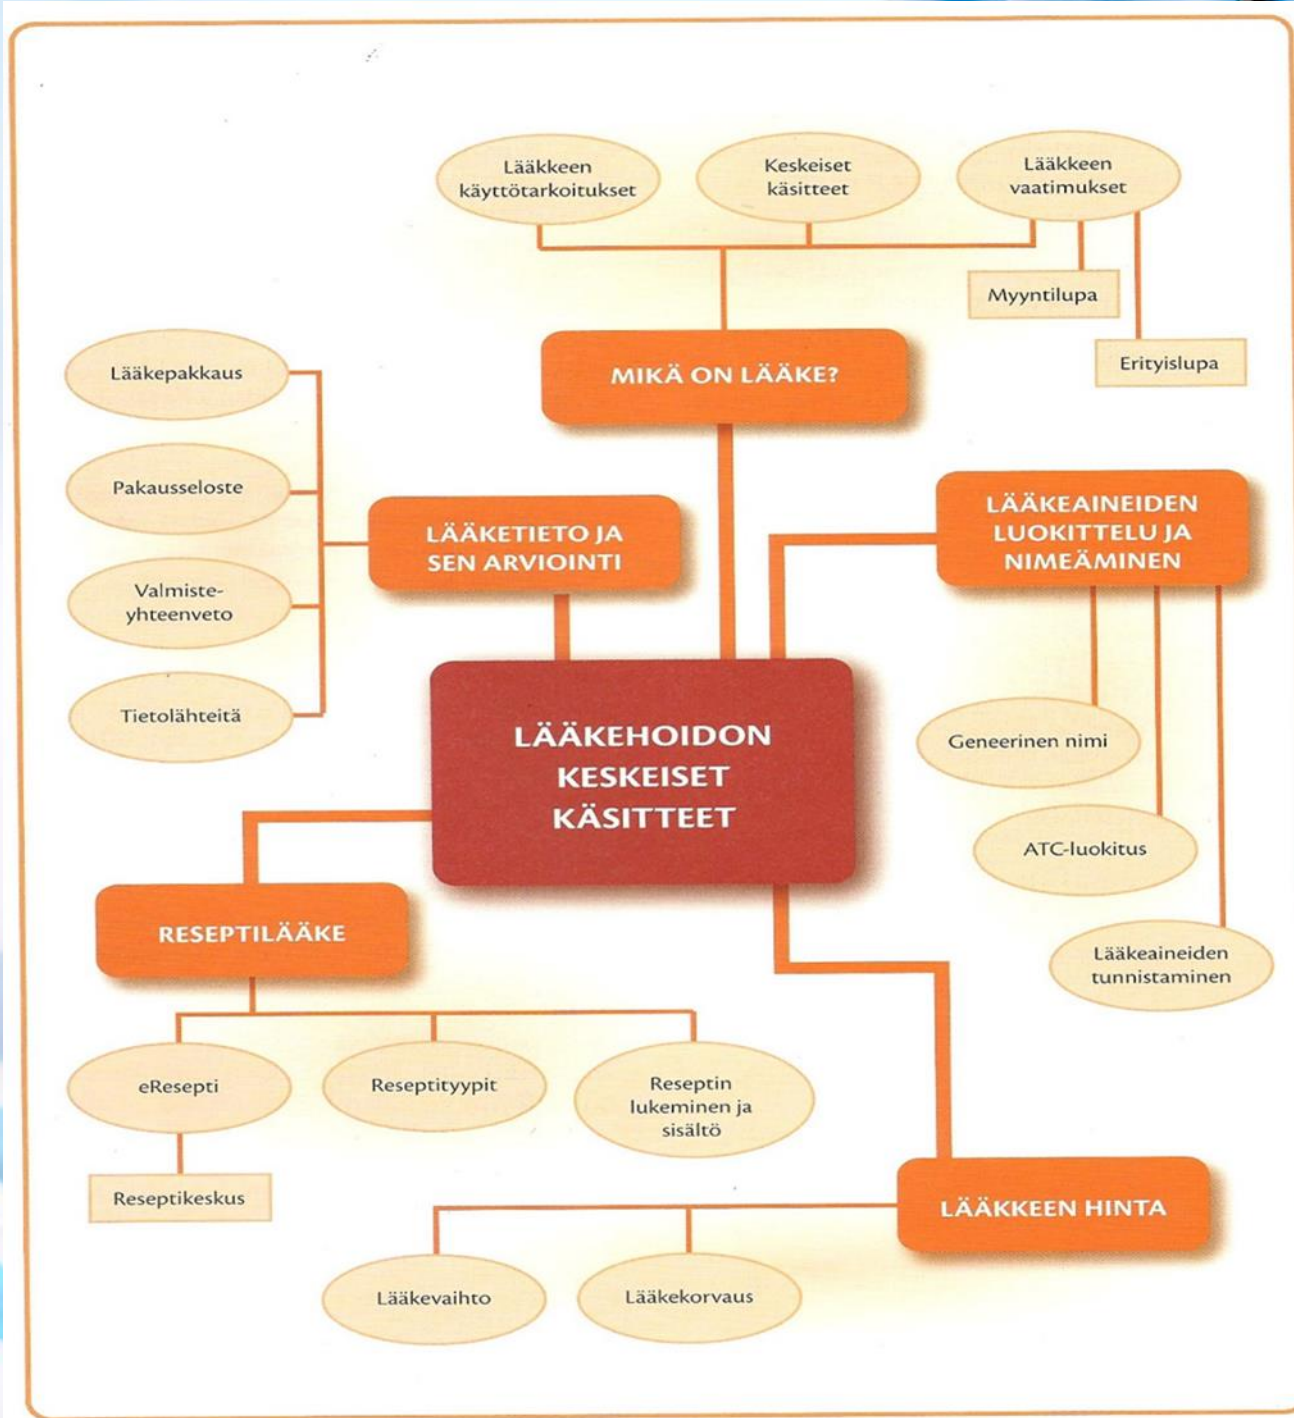 Lääkkeen
käyttötarkoitukset
Keskeiset
käsitteet
Lääkkeen
vaatimukset
Myyntilupa
Erityislupa
MIKÄ ON LÄÄKE?
Lääkepakkaus
Pakausseloste
Valmiste-
yhteenveto
Tietolähteitä
LÄÄKETIETO JA
SEN ARVIOINTI
LÄÄKEAINEIDEN
LUOKITTELU JA
NIMEÄMINEN
Geneerinen nimi
ATC-luokitus
Lääkeaineiden
tunnistaminen
LÄÄKEHOIDON
KESKEISET
KÄSITTEET
RESEPTILÄÄKE
eResepti
Reseptityypit
Reseptin
lukeminen ja
sisältö
Reseptikeskus
LÄÄKKEEN HINTA
Lääkevaihto
Lääkekorvaus